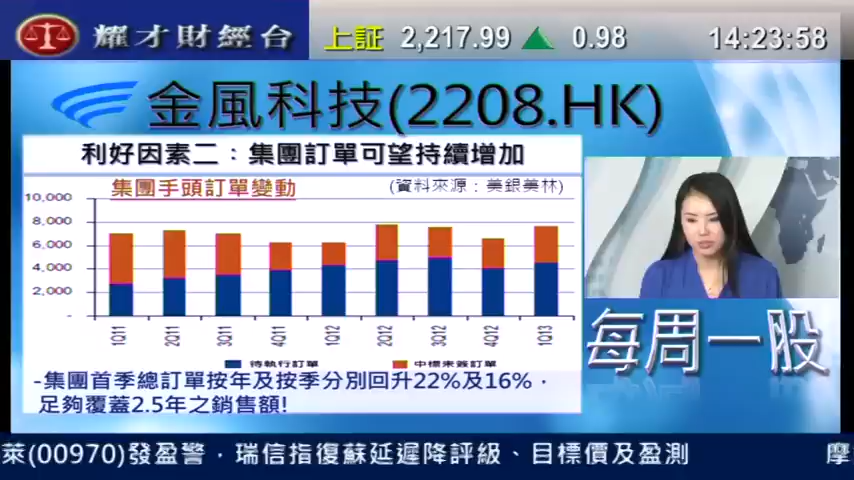 耀才財經台
上証 2,217.99 0.98 14:23:58
金風科技(2208.HK)
利好因素二：集團訂單可望持續增加
集團手頭訂單變動 (資料來源：美銀美林)
10,000
8,000
6,000
4,000
2,000
-
1Q11 2Q11 3Q11 4Q11 1Q12 2Q12 3Q12 4Q12 1Q13
待執行訂單 中標未簽訂單
-集團首季總訂單按年及按季分別回升22%及16%，
足夠覆蓋2.5年之銷售額!
每周一股
萊(00970)發盈警，瑞信指復蘇延遲降評級、目標價及盈測 摩